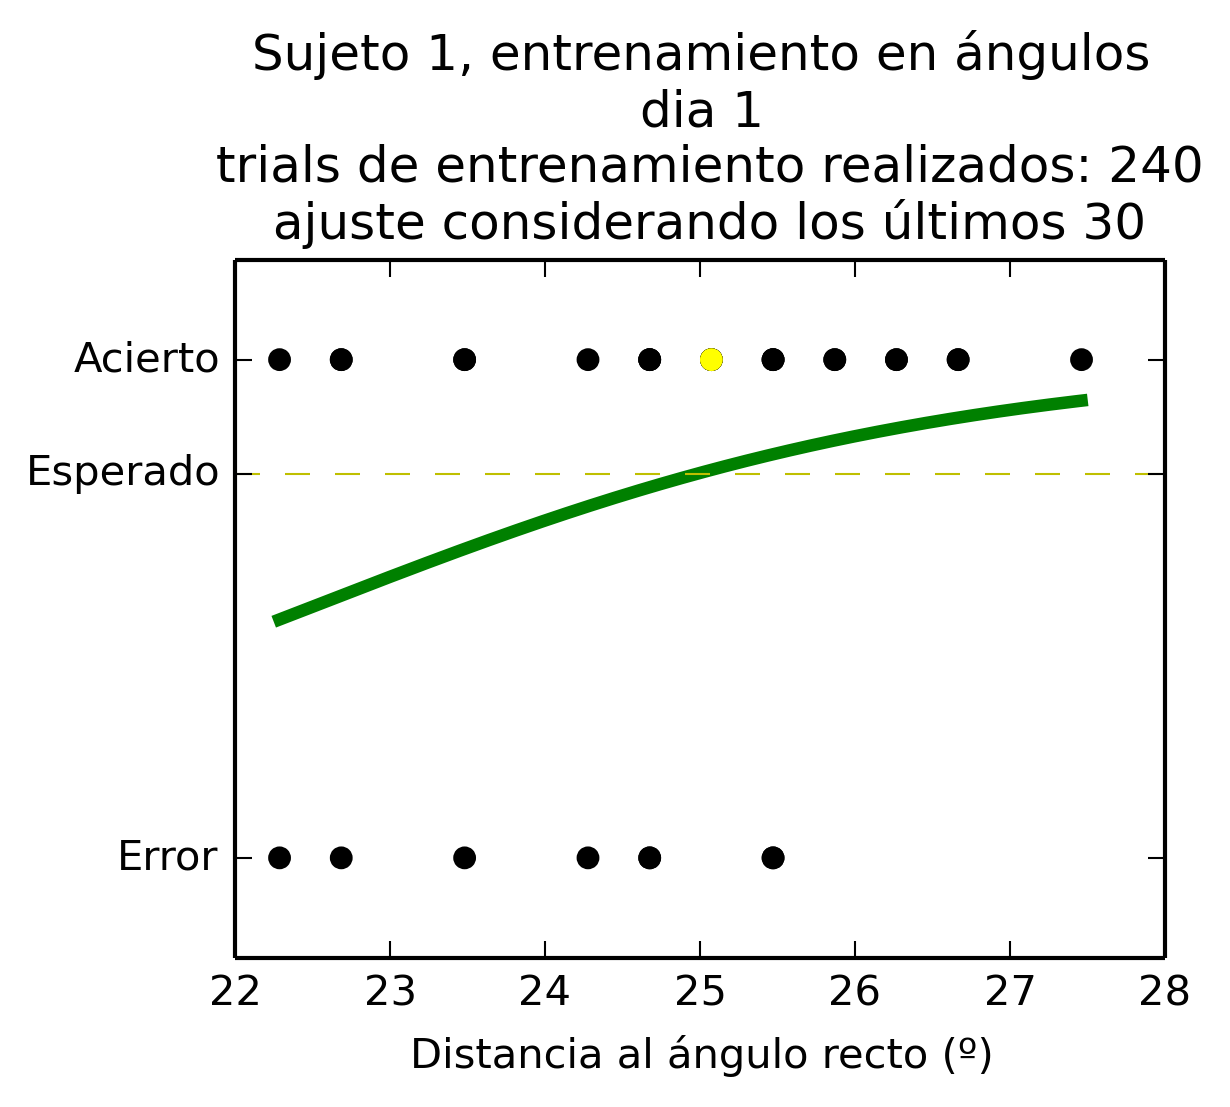 Sujeto 1, entrenamiento en ángulos
dia 1
trials de entrenamiento realizados: 240
ajuste considerando los últimos 30
Acierto
Esperado
Error
22 23 24 25 26 27 28
Distancia al ángulo recto (º)